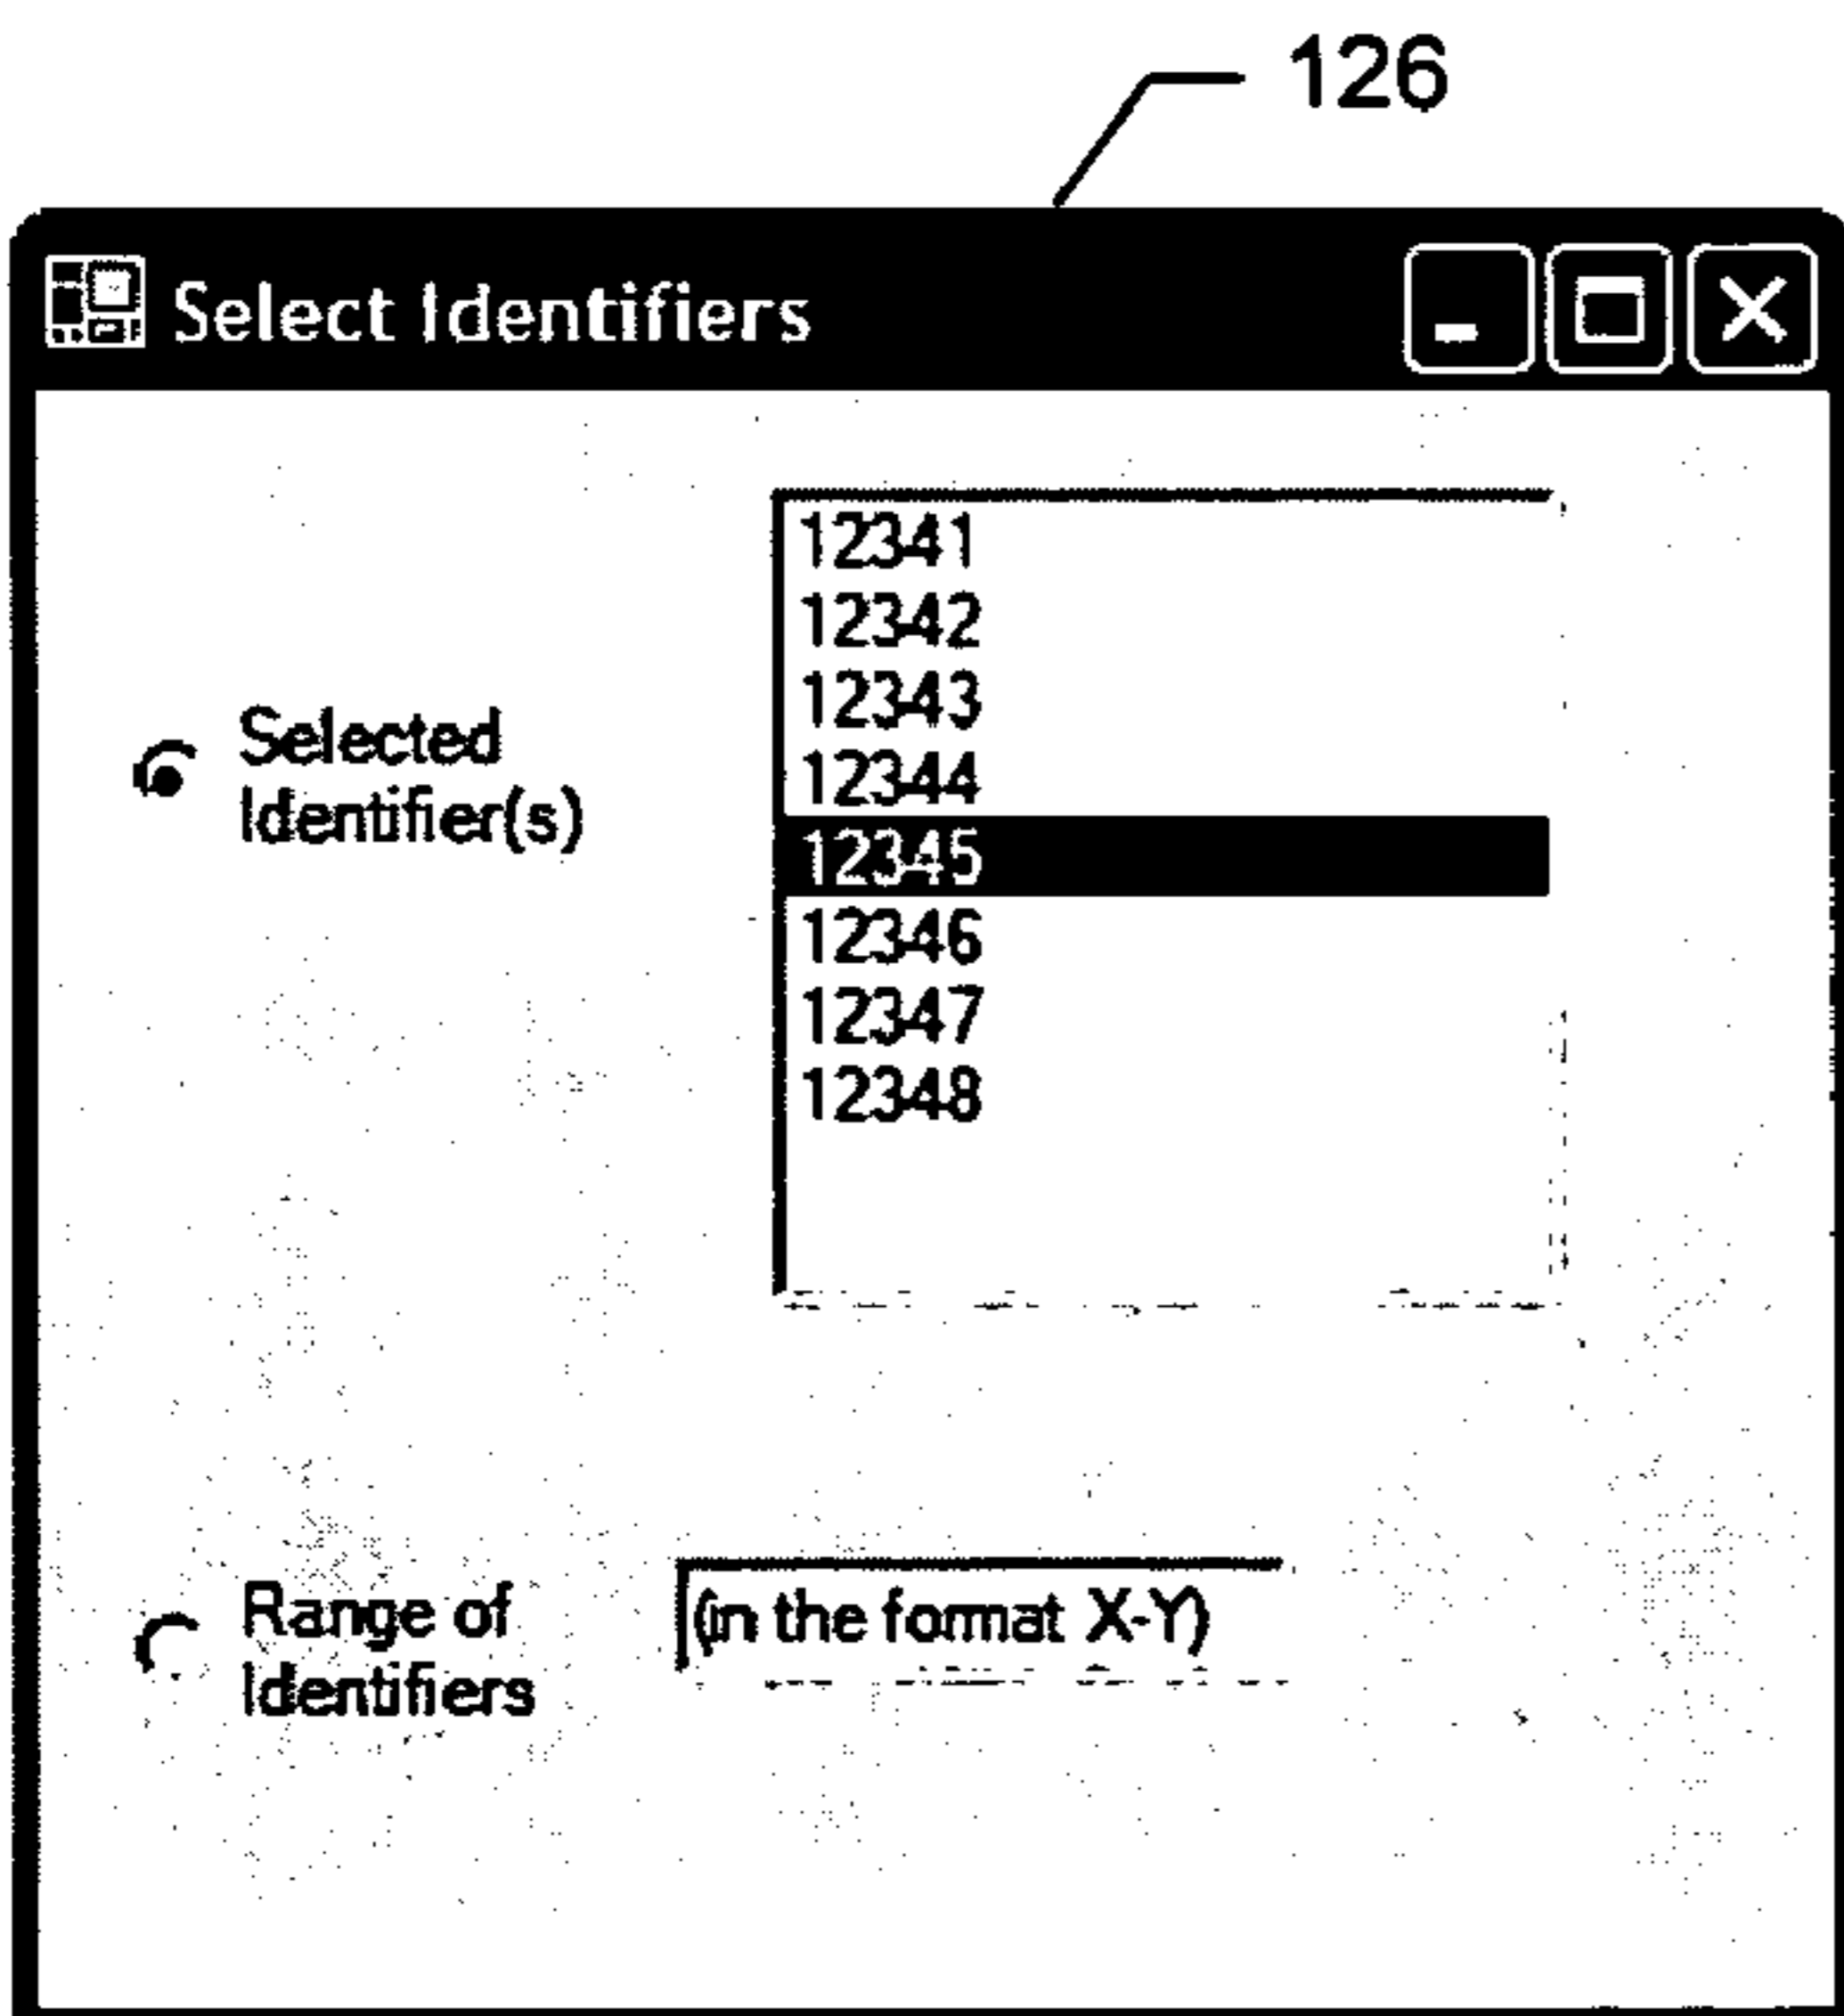 126
Select Identifiers
12341
12342
12343
12344
12345
12346
12347
12348
Selected
Identifier(s)
Range of
Identifiers
(in the format X-Y)